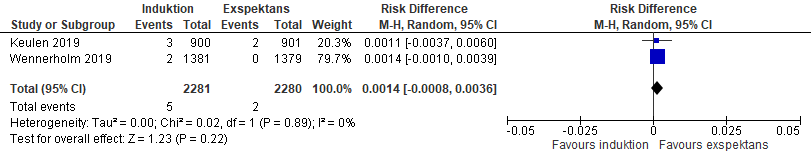 Induktion Exspektans Risk Difference Risk Difference
Study or Subgroup Events Total Events Total Weight M-H, Random, 95% CI M-H, Random, 95% CI
Keulen 2019 3 900 2 901 20.3% 0.0011 [-0.0037, 0.0060]
Wennerholm 2019 2 1381 0 1379 79.7% 0.0014 [-0.0010, 0.0039]
Total (95% CI) 2281 2280 100.0% 0.0014 [-0.0008, 0.0036]
Total events 5 2
Heterogeneity: Tau² = 0.00; Chi² = 0.02, df = 1 (P = 0.89); I² = 0%
Test for overall effect: Z = 1.23 (P = 0.22)
-0.05 -0.025 0 0.025 0.05
Favours induktion Favours exspektans